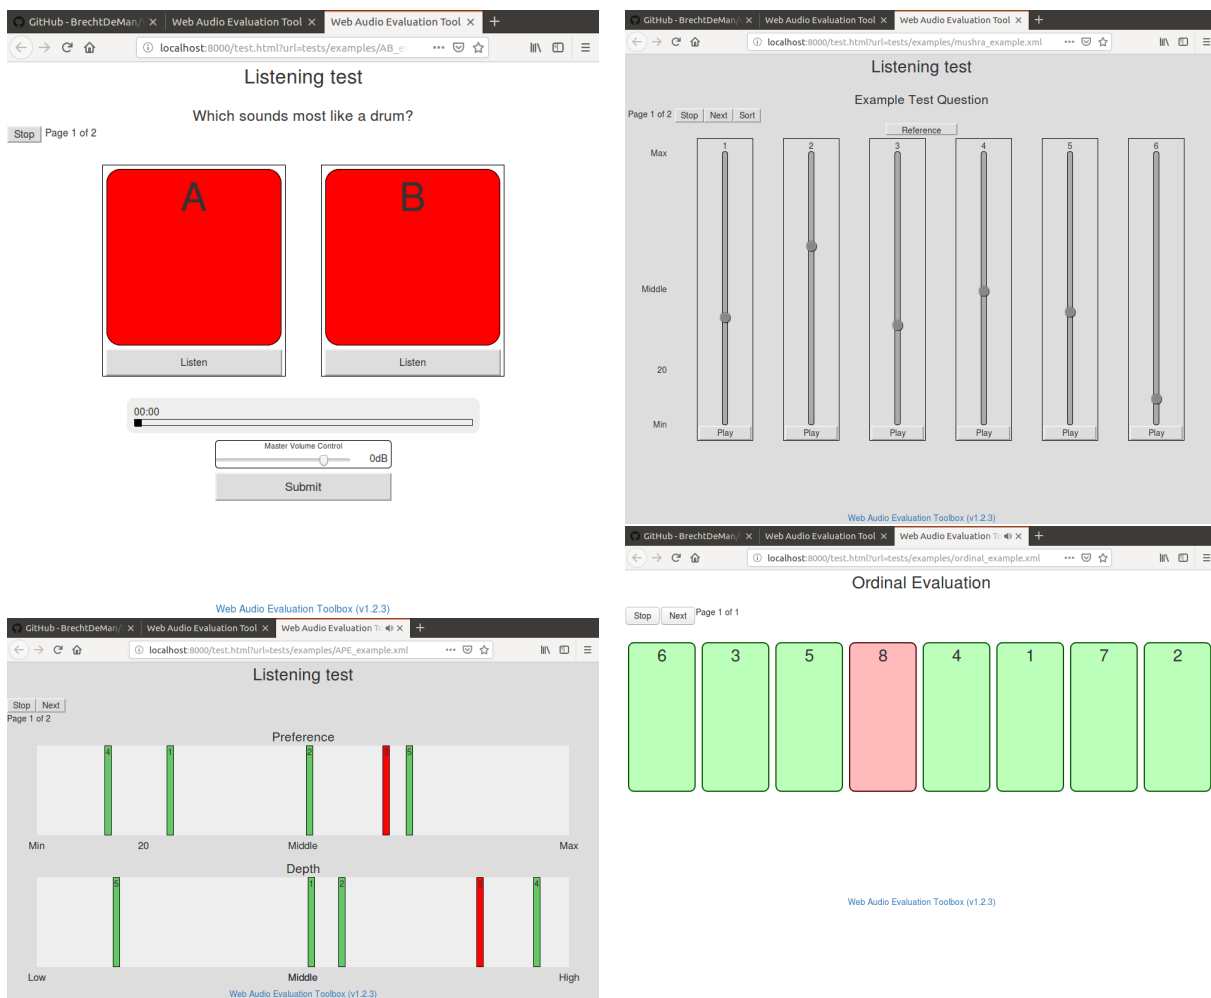 GitHub - BrechtDeMan/ Web Audio Evaluation Tool Web Audio Evaluation Tool
localhost:8000/test.html?url=tests/examples/AB_e
Listening test
Which sounds most like a drum?
Stop Page 1 of 2
A B
Listen Listen
00:00
Master Volume Control
0dB
Submit
Web Audio Evaluation Toolbox (v1.2.3)
GitHub - BrechtDeMan/ Web Audio Evaluation Tool Web Audio Evaluation Tool
localhost:8000/test.html?url=tests/examples/mushra_example.xml
Listening test
Example Test Question
Page 1 of 2 Stop Next Sort
Reference
1 2 3 4 5 6
Max
Middle
20
Min
Play Play Play Play Play Play
Web Audio Evaluation Toolbox (v1.2.3)
GitHub - BrechtDeMan/ Web Audio Evaluation Tool Web Audio Evaluation To
localhost:8000/test.html?url=tests/examples/APE_example.xml
Listening test
Stop Next
Page 1 of 2
Preference
4 1 2 3 5
Min 20 Middle Max
Depth
5 1 2 3 4
Low Middle High
Web Audio Evaluation Toolbox (v1.2.3)
GitHub - BrechtDeMan/ Web Audio Evaluation Tool Web Audio Evaluation To
localhost:8000/test.html?url=tests/examples/ordinal_example.xml
Ordinal Evaluation
Stop Next Page 1 of 1
6 3 5 8 4 1 7 2
Web Audio Evaluation Toolbox (v1.2.3)